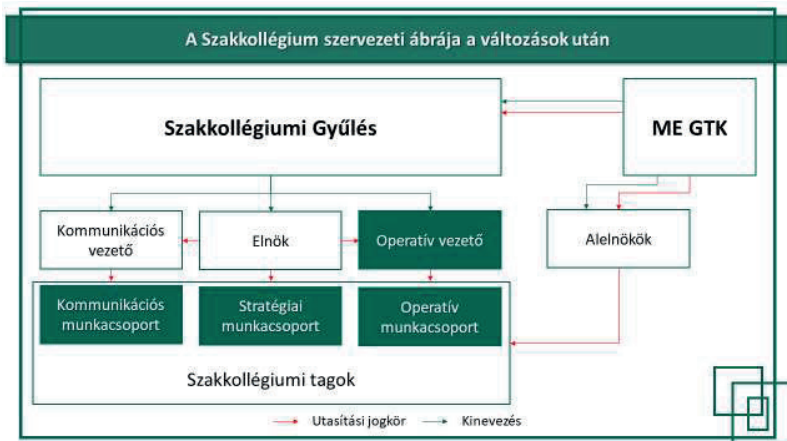 A Szakkollégium szervezeti ábrája a változások után
Szakkollégiumi Gyűlés
ME GTK
Kommunikációs
vezető
Elnök
Operatív vezető
Alelnökök
Kommunikációs
munkacsoport
Stratégiai
munkacsoport
Operatív
munkacsoport
Szakkollégiumi tagok
Utasítási jogkör
Kinevezés